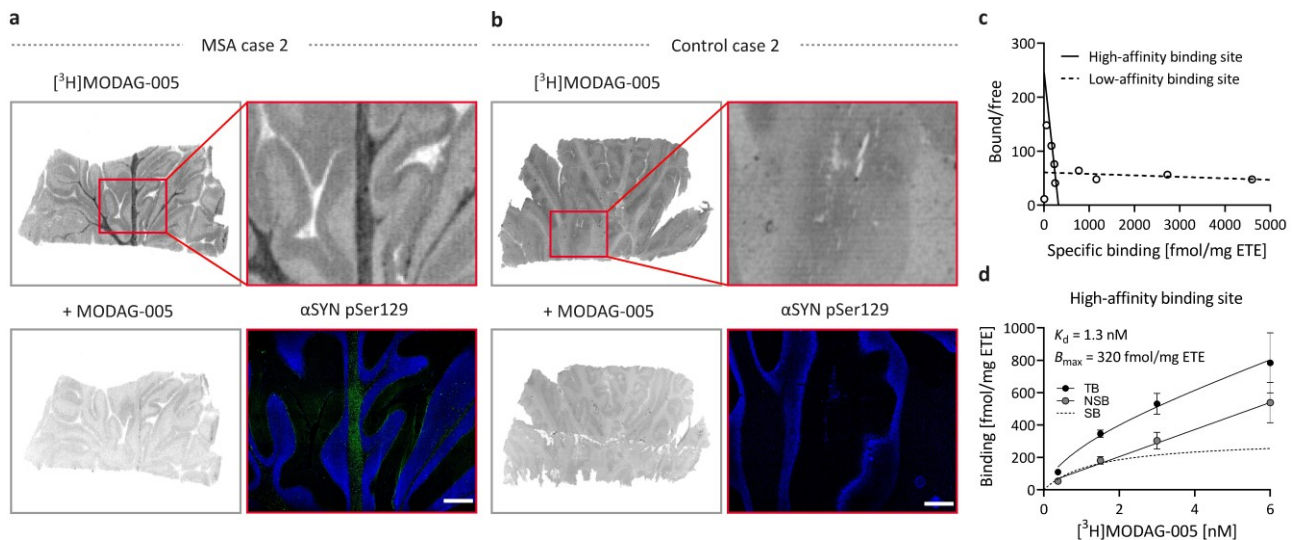 a
MSA case 2
[³H]MODAG-005
+ MODAG-005
αSYN pSer129
b
Control case 2
[³H]MODAG-005
+ MODAG-005
αSYN pSer129
c
300
200
100
0
Bound/free
High-affinity binding site
Low-affinity binding site
0 1000 2000 3000 4000 5000
Specific binding [fmol/mg ETE]
d
High-affinity binding site
1000
800
600
400
200
0
Binding [fmol/mg ETE]
Kd = 1.3 nM
Bmax = 320 fmol/mg ETE
TB
NSB
SB
0 2 4 6
[³H]MODAG-005 [nM]